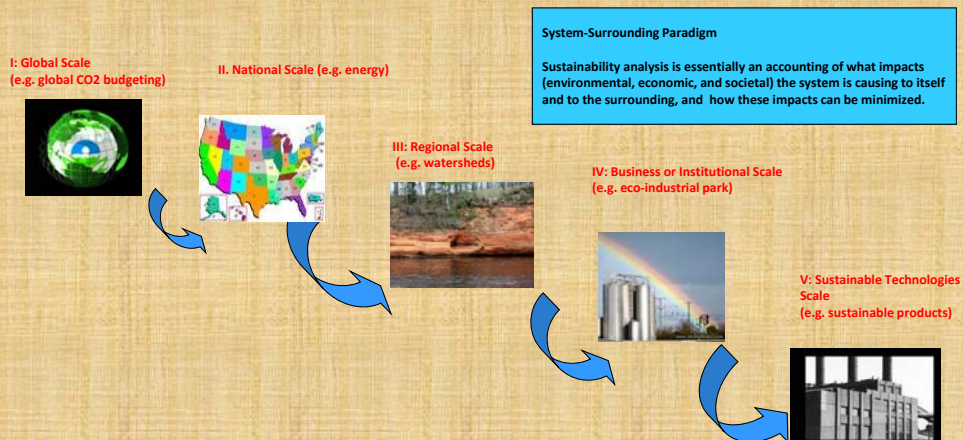 System-Surrounding Paradigm
Sustainability analysis is essentially an accounting of what impacts
(environmental, economic, and societal) the system is causing to itself
and to the surrounding, and how these impacts can be minimized.
I: Global Scale
(e.g. global CO2 budgeting)
II. National Scale (e.g. energy)
III: Regional Scale
(e.g. watersheds)
IV: Business or Institutional Scale
(e.g. eco-industrial park)
V: Sustainable Technologies
Scale
(e.g. sustainable products)